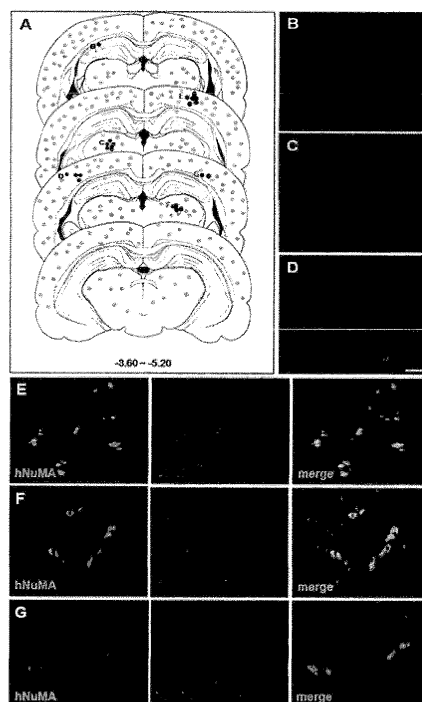 A
B
C
D
-3.60 ~ -5.20
E
hNuMA
merge
F
hNuMA
merge
G
hNuMA
merge